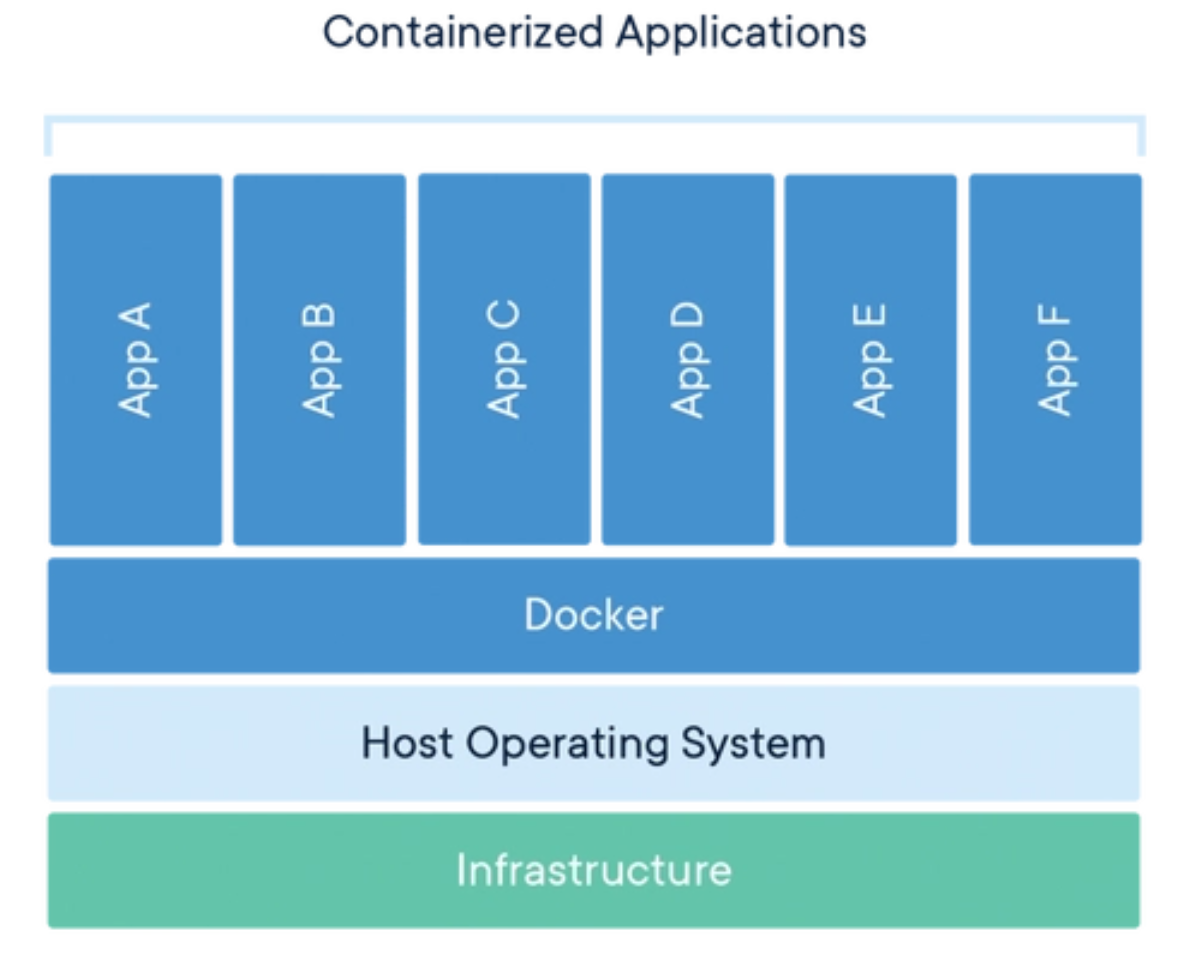 Containerized Applications
App A
App B
App C
App D
App E
App F
Docker
Host Operating System
Infrastructure